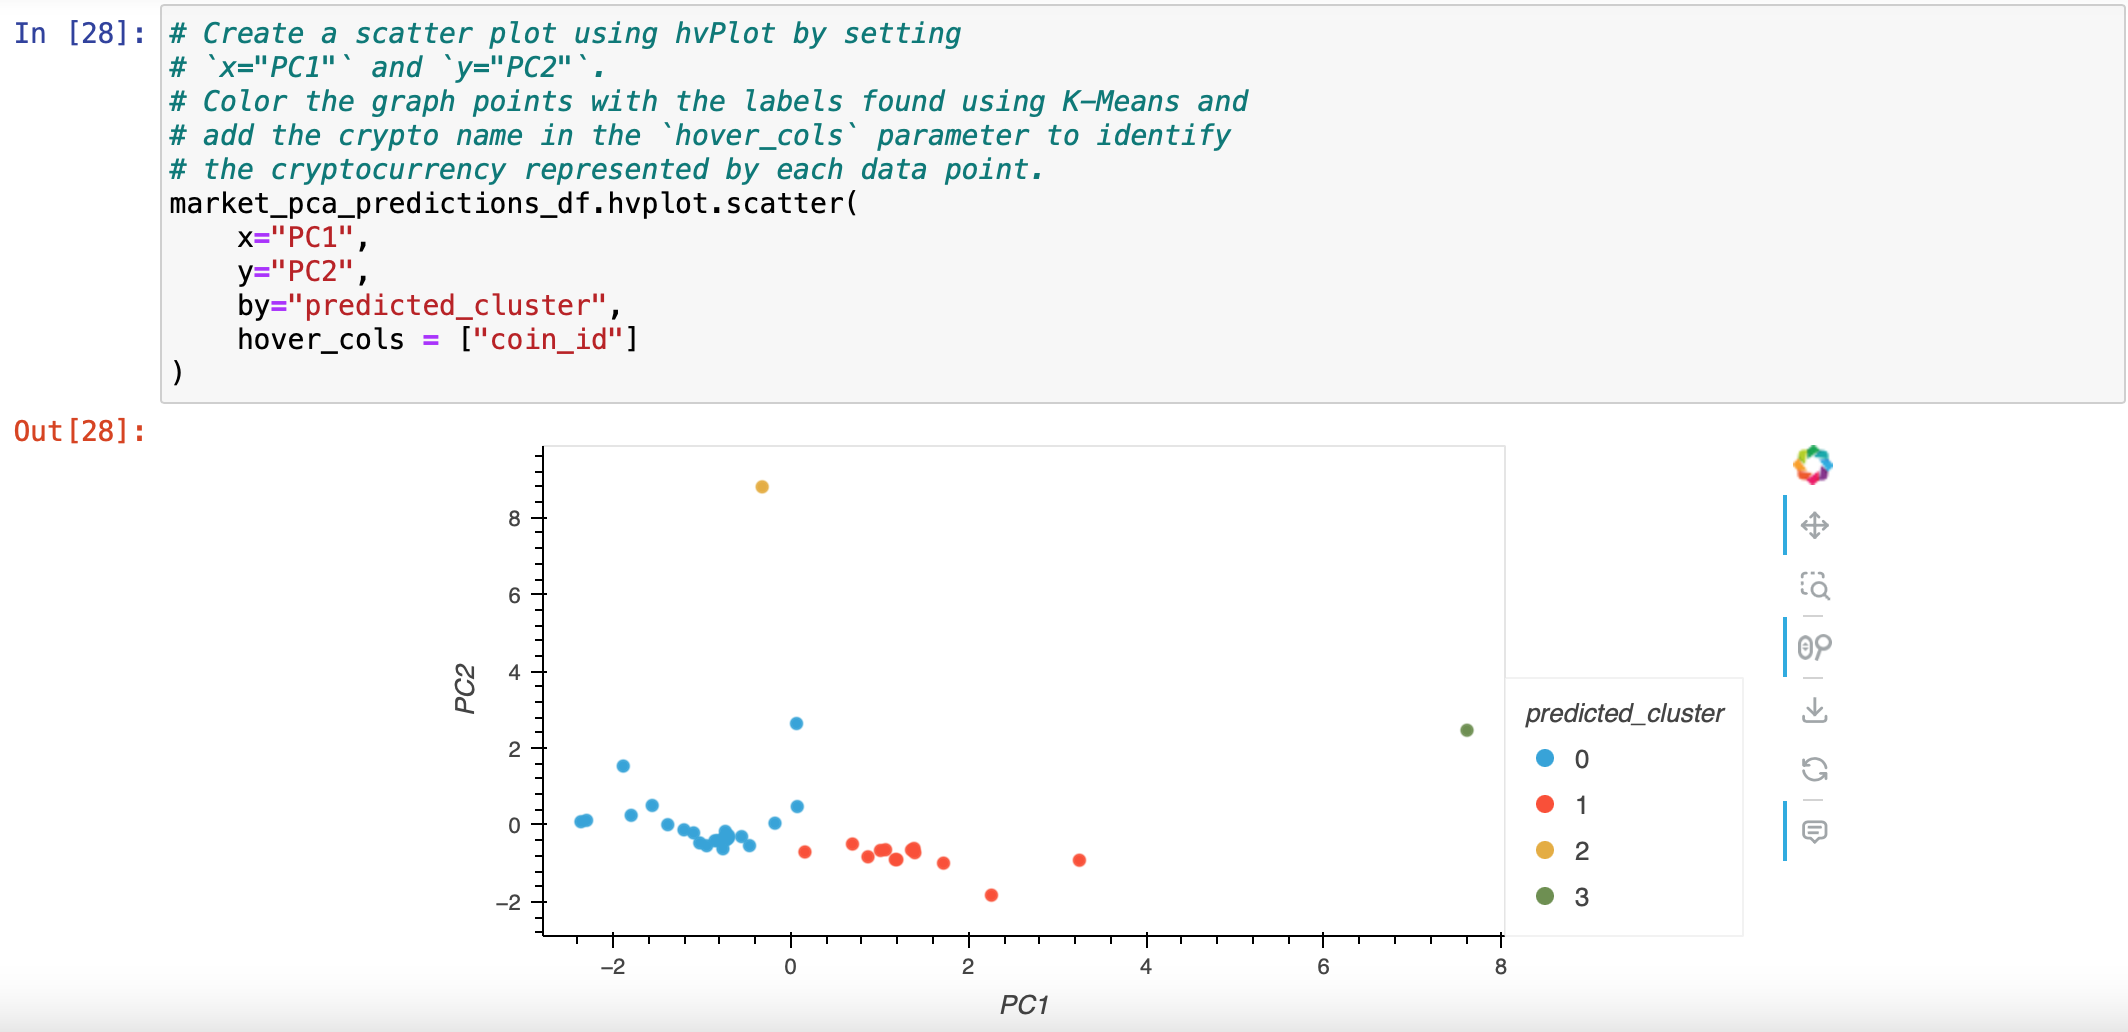 In [28]:
# Create a scatter plot using hvPlot by setting
# `x="PC1"` and `y="PC2"`.
# Color the graph points with the labels found using K-Means and
# add the crypto name in the `hover_cols` parameter to identify
# the cryptocurrency represented by each data point.
market_pca_predictions_df.hvplot.scatter(
    x="PC1",
    y="PC2",
    by="predicted_cluster",
    hover_cols = ["coin_id"]
)
Out[28]:
8
6
4
2
0
−2
PC2
−2 0 2 4 6 8
PC1
predicted_cluster
0
1
2
3